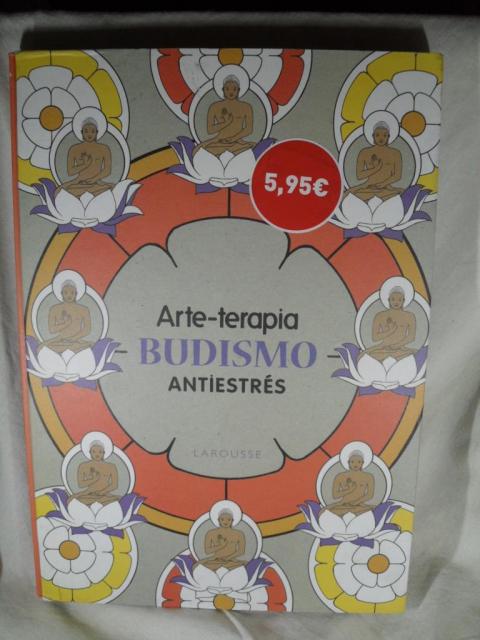 5,95€
Arte-terapia
BUDISMO
ANTIESTRÉS
LAROUSSE